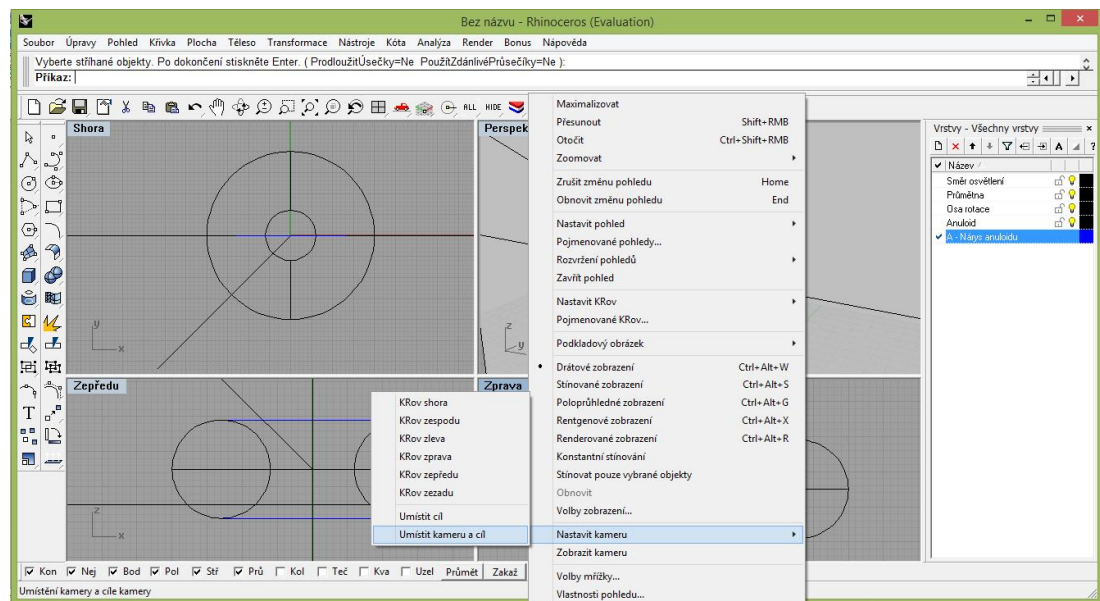 Bez názvu - Rhinoceros (Evaluation)
Soubor Úpravy Pohled Křivka Plocha Těleso Transformace Nástroje Kóta Analýza Render Bonus Nápověda
Vyberte stříhané objekty. Po dokončení stiskněte Enter. ( ProdloužitÚsečky=Ne PoužítZdánlivéPrůsečíky=Ne ):
Příkaz:
ALL HIDE
Shora
Perspek
y
x
z
y
Zepředu
Zprava
z
x
T
Maximalizovat
Přesunout Shift+RMB
Otočit Ctrl+Shift+RMB
Zoomovat
Zrušit změnu pohledu Home
Obnovit změnu pohledu End
Nastavit pohled
Pojmenované pohledy...
Rozvržení pohledů
Zavřít pohled
Nastavit KRov
Pojmenované KRov...
Podkladový obrázek
Drátové zobrazení Ctrl+Alt+W
Stínované zobrazení Ctrl+Alt+S
Poloprůhledné zobrazení Ctrl+Alt+G
Rentgenové zobrazení Ctrl+Alt+X
Renderované zobrazení Ctrl+Alt+R
Konstantní stínování
Stínovat pouze vybrané objekty
Obnovit
Volby zobrazení...
Nastavit kameru
Zobrazit kameru
Volby mřížky...
Vlastnosti pohledu...
KRov shora
KRov zespodu
KRov zleva
KRov zprava
KRov zepředu
KRov zezadu
Umístit cíl
Umístit kameru a cíl
Vrstvy - Všechny vrstvy
A ?
Název
Směr osvětlení
Průmětna
Osa rotace
Anuloid
A - Nárys anuloidu
Kon Nej Bod Pol Stř Prů Kol Teč Kva Uzel Průmět Zakaž
Umístění kamery a cíle kamery